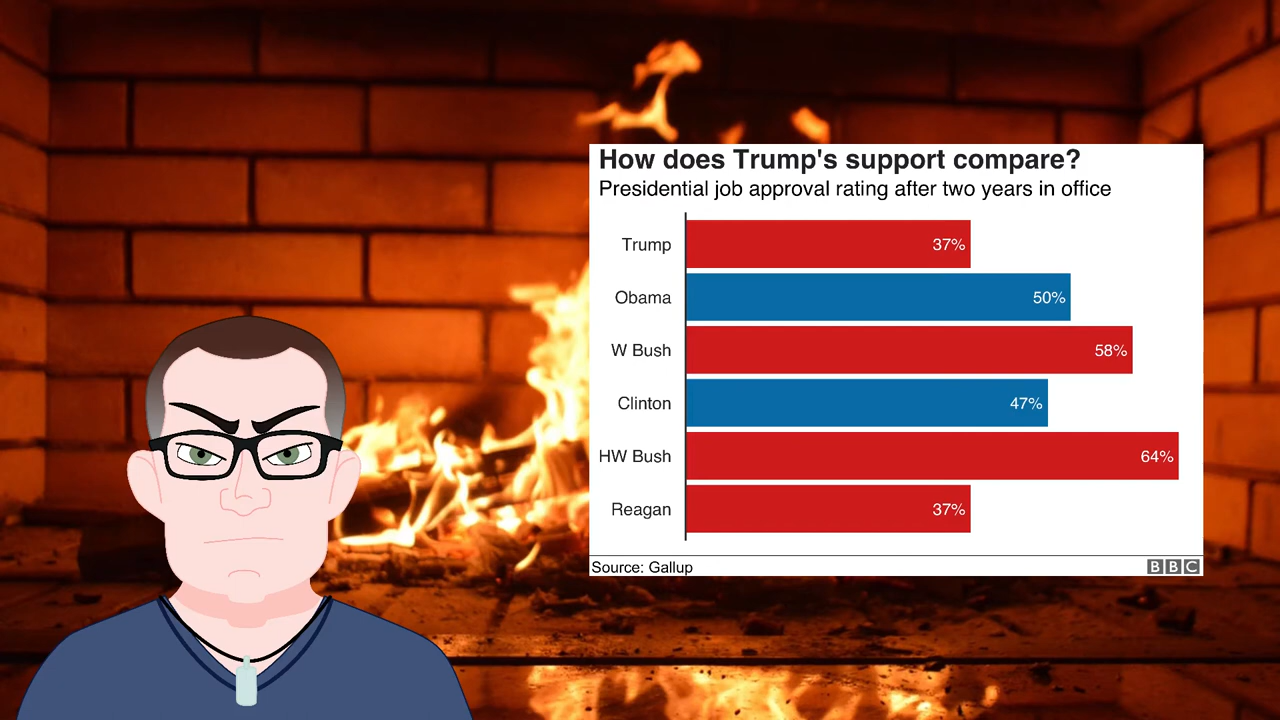 How does Trump's support compare?
Presidential job approval rating after two years in office
Trump 37%
Obama 50%
W Bush 58%
Clinton 47%
HW Bush 64%
Reagan 37%
Source: Gallup BBC